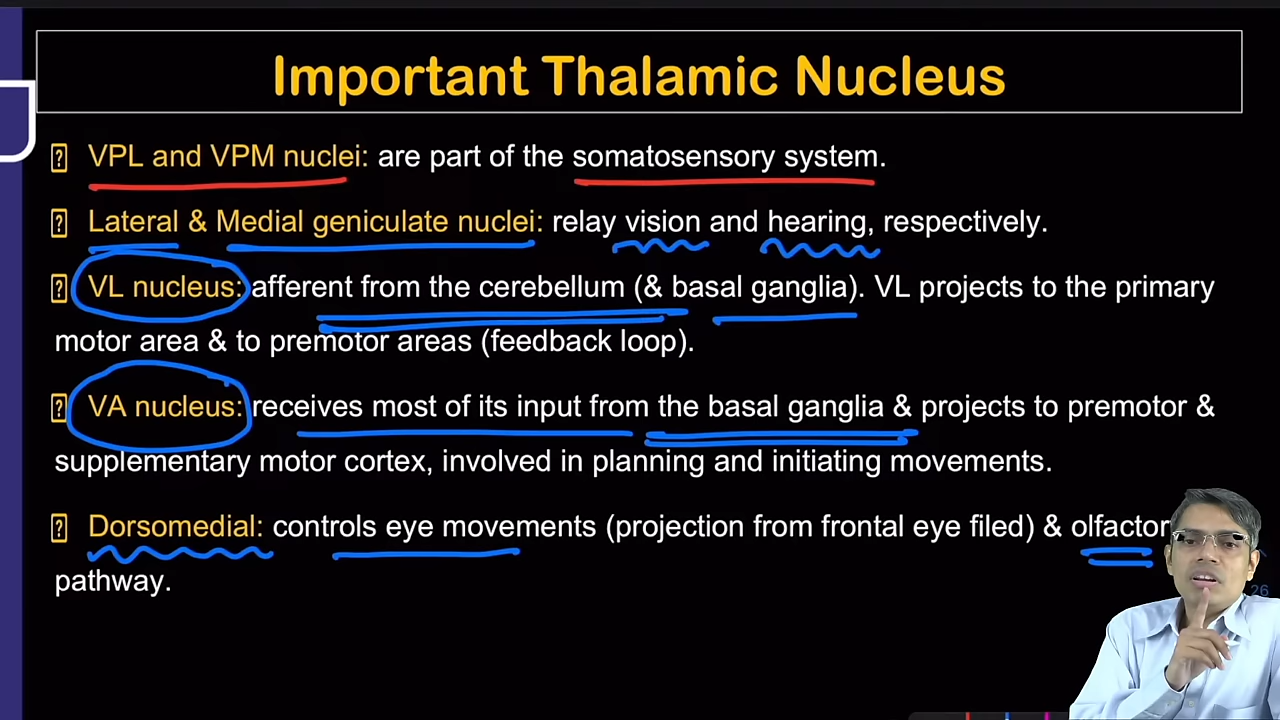 Important Thalamic Nucleus
VPL and VPM nuclei: are part of the somatosensory system.
Lateral & Medial geniculate nuclei: relay vision and hearing, respectively.
VL nucleus: afferent from the cerebellum (& basal ganglia). VL projects to the primary
motor area & to premotor areas (feedback loop).
VA nucleus: receives most of its input from the basal ganglia & projects to premotor &
supplementary motor cortex, involved in planning and initiating movements.
Dorsomedial: controls eye movements (projection from frontal eye filed) & olfactor
pathway.
26